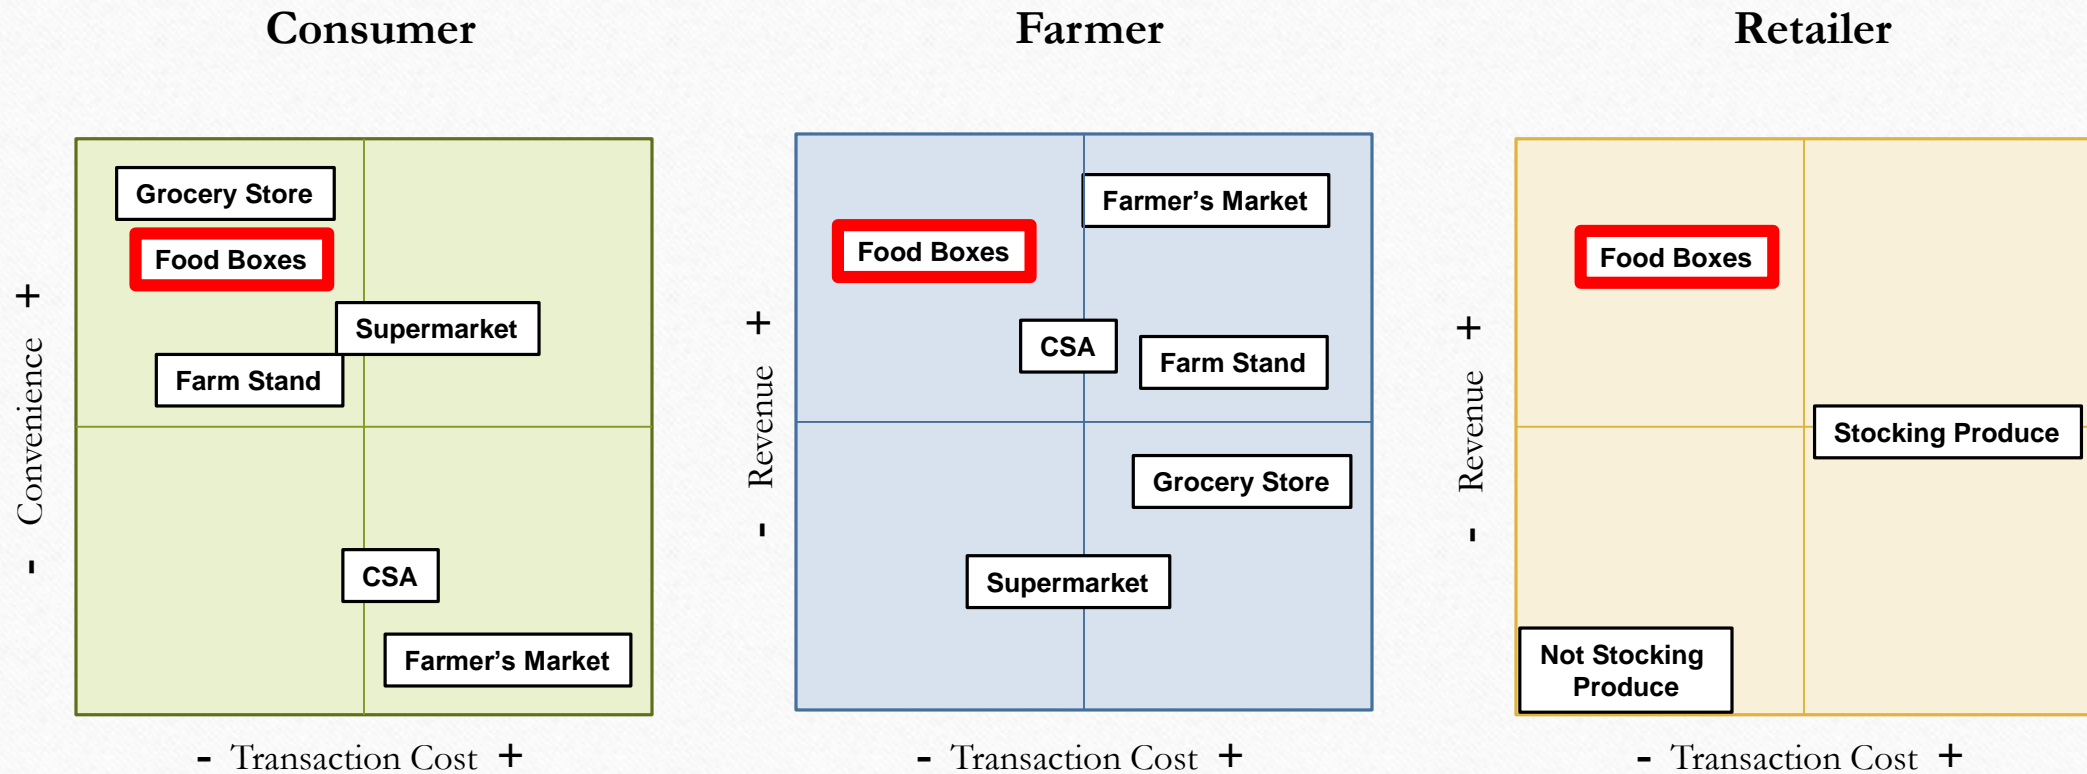 Consumer
Farmer
Retailer
- Convenience +
Grocery Store
Food Boxes
Supermarket
Farm Stand
CSA
Farmer’s Market
- Transaction Cost +
- Revenue +
Farmer’s Market
Food Boxes
CSA
Farm Stand
Grocery Store
Supermarket
- Transaction Cost +
- Revenue +
Food Boxes
Stocking Produce
Not Stocking
Produce
- Transaction Cost +